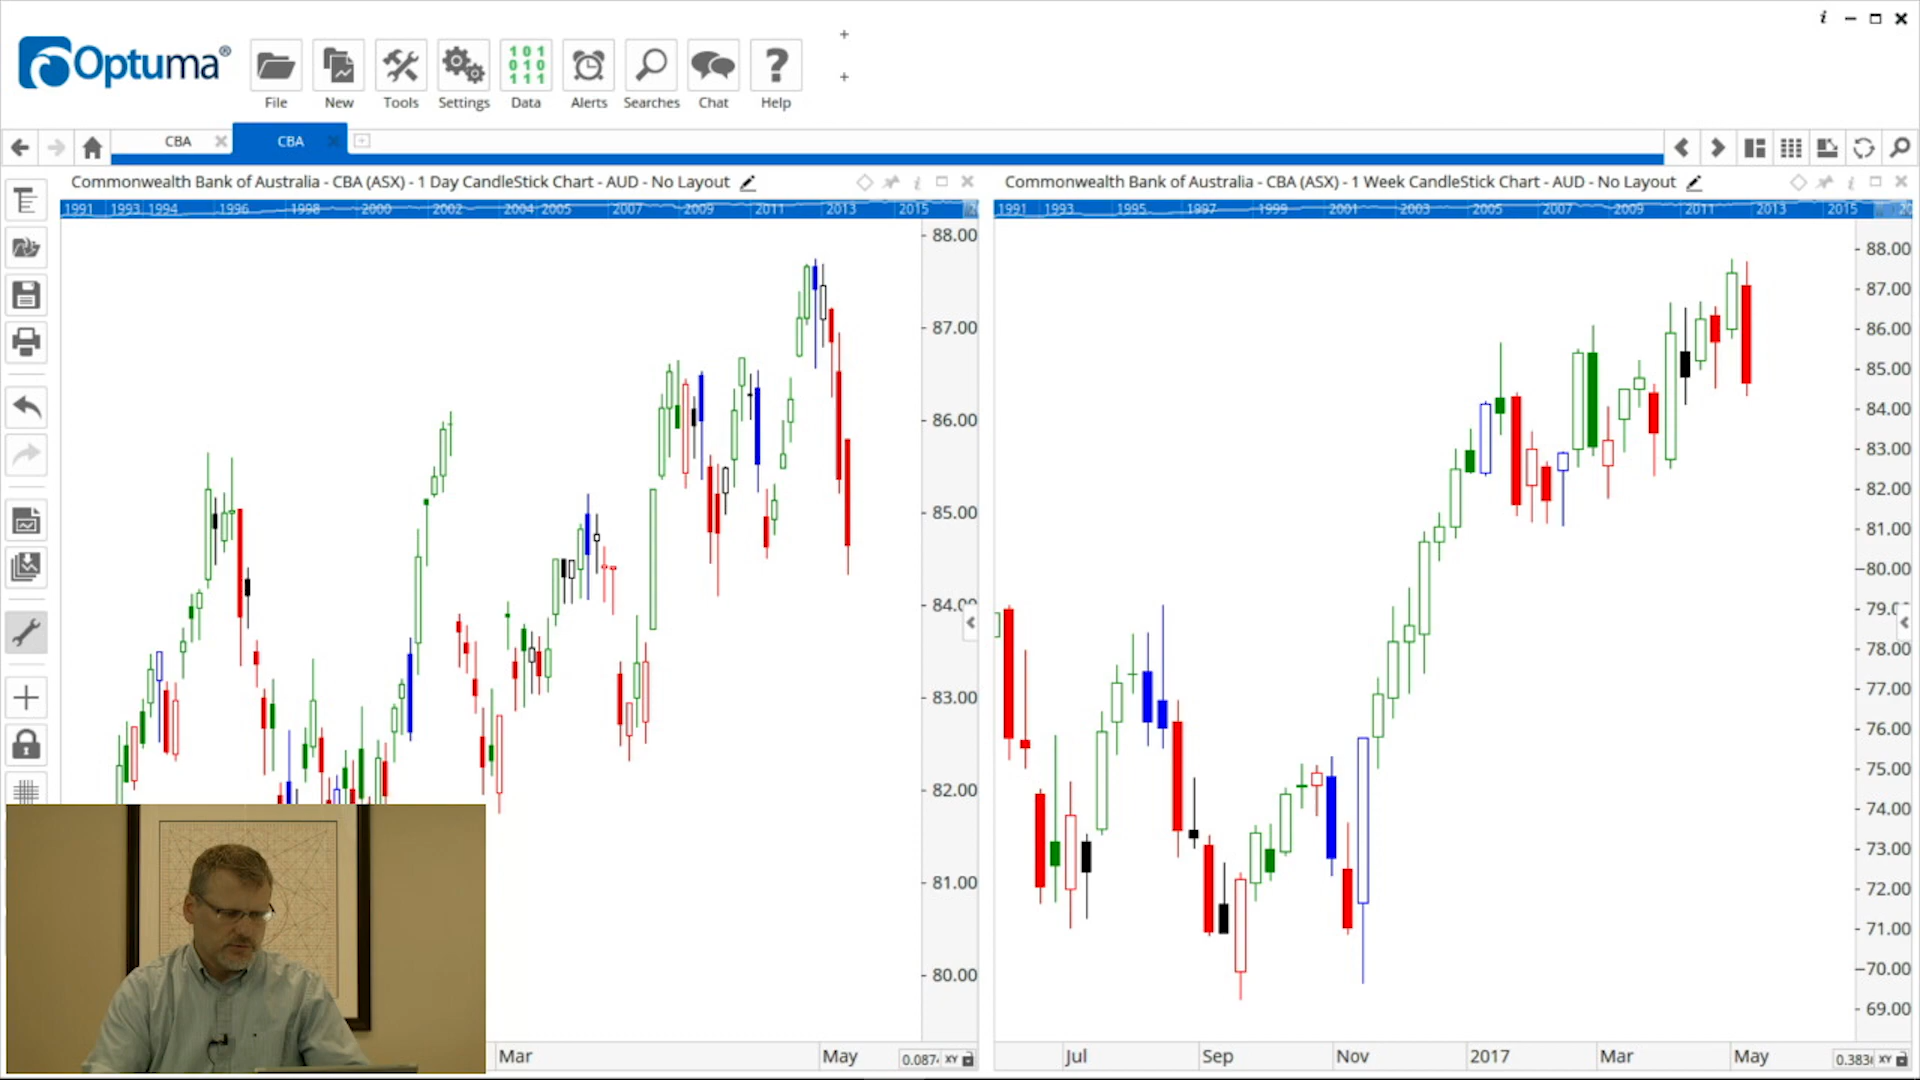 Optuma®
File New Tools Settings Data Alerts Searches Chat Help
CBA CBA
Commonwealth Bank of Australia - CBA (ASX) - 1 Day CandleStick Chart - AUD - No Layout
1991 1993 1994 1996 1998 2000 2002 2004 2005 2007 2009 2011 2013 2015
88.00
87.00
86.00
85.00
84.00
83.00
82.00
81.00
80.00
Mar May
XY
Commonwealth Bank of Australia - CBA (ASX) - 1 Week CandleStick Chart - AUD - No Layout
1991 1993 1995 1997 1999 2001 2003 2005 2007 2009 2011 2013 2015
88.00
87.00
86.00
85.00
84.00
83.00
82.00
81.00
80.00
79.0
78.00
77.00
76.00
75.00
74.00
73.00
72.00
71.00
70.00
69.00
Jul Sep Nov 2017 Mar May
XY